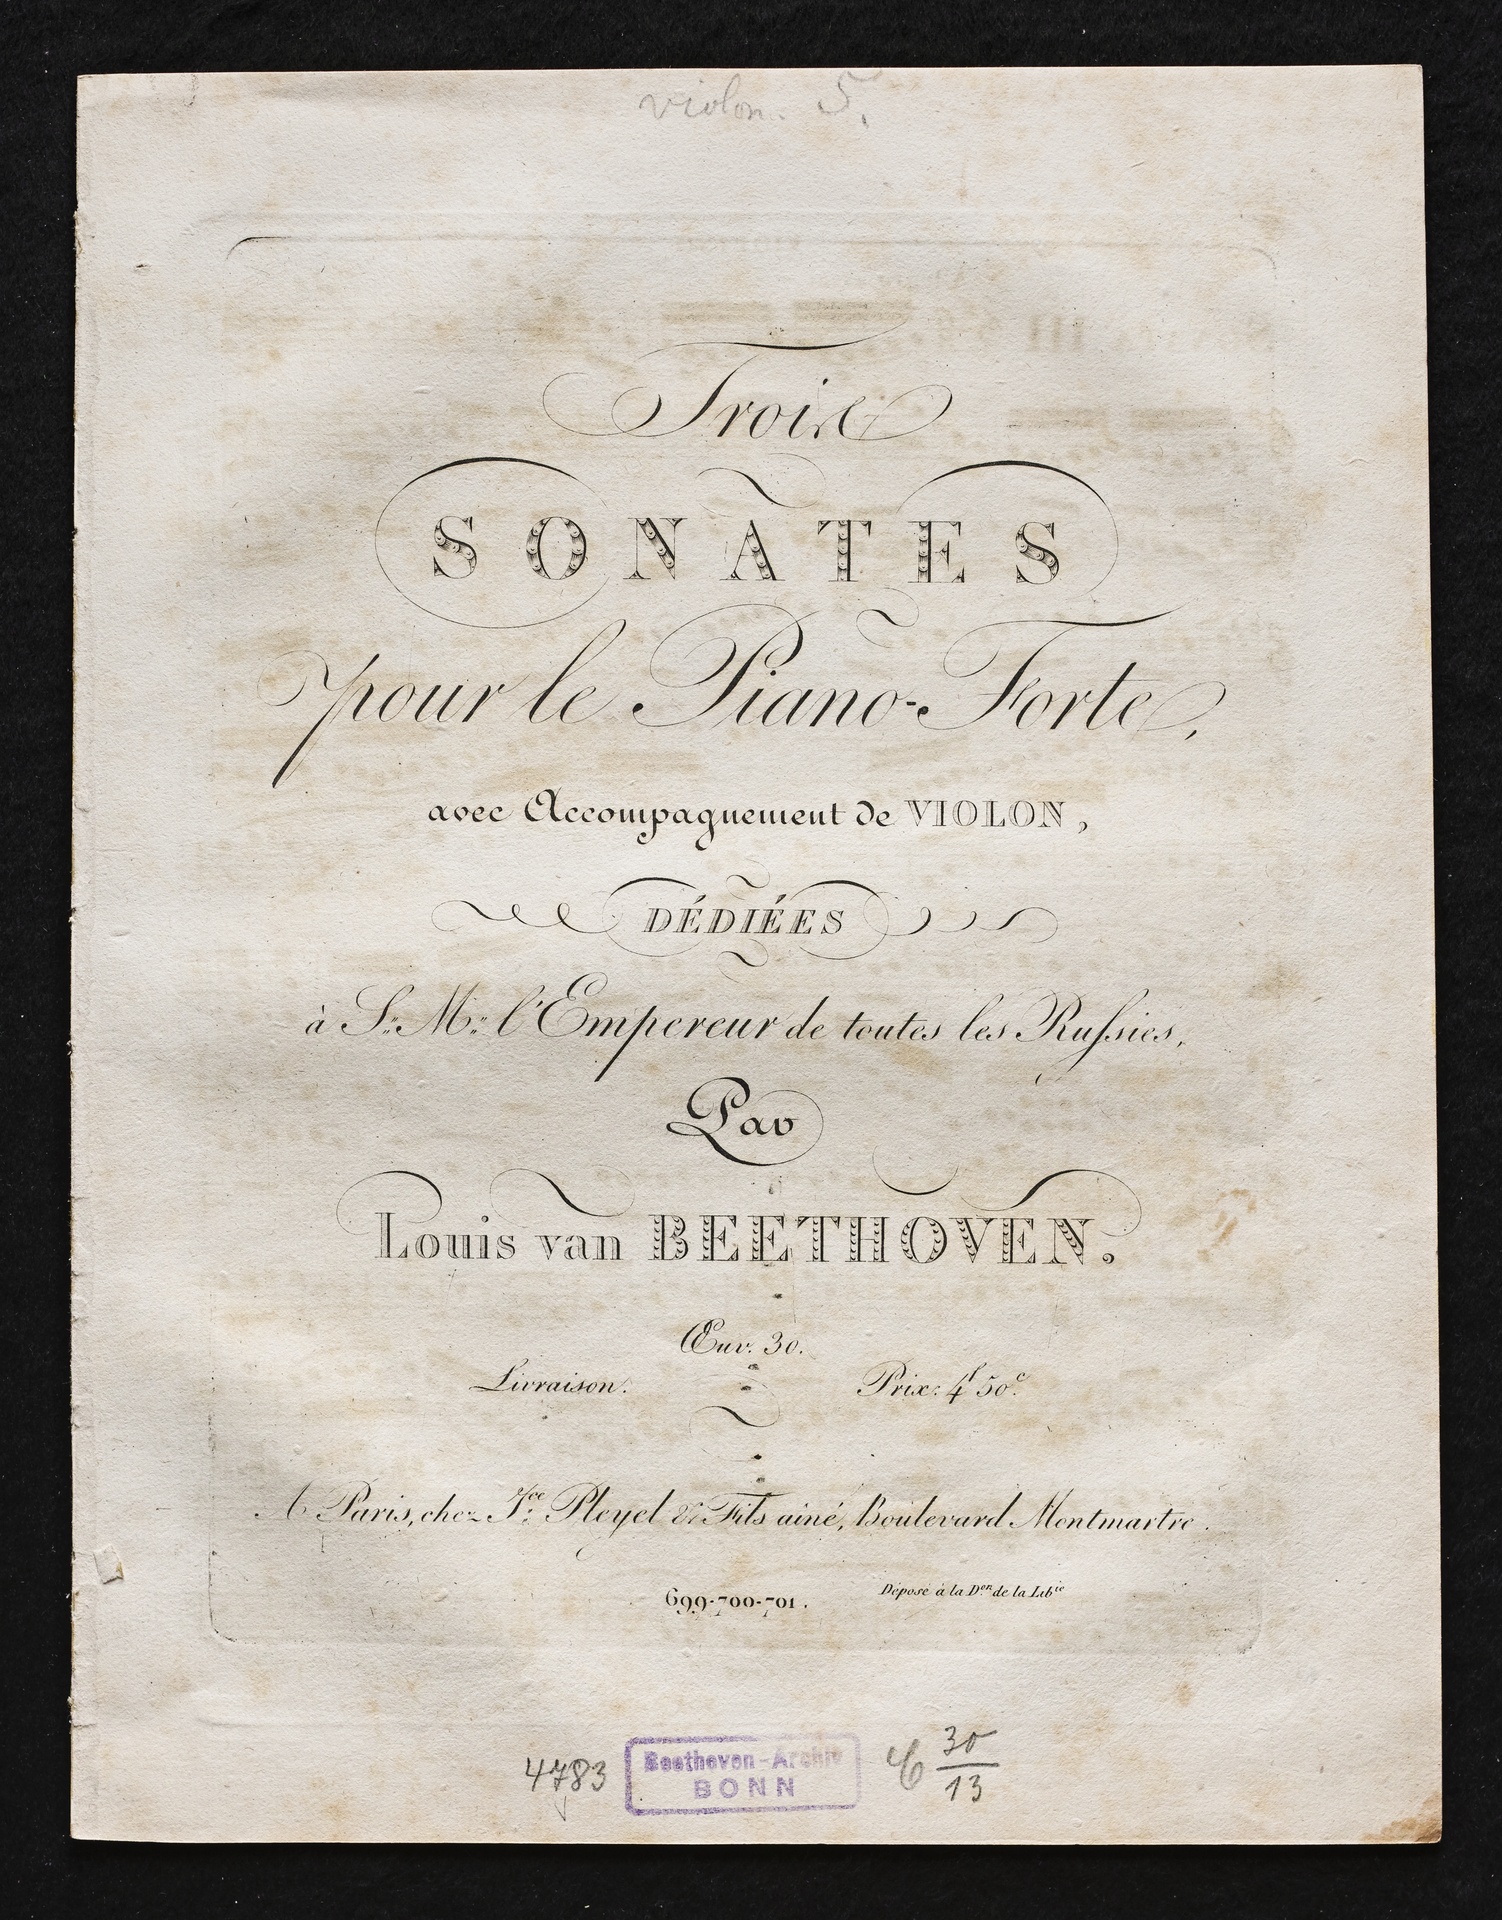 violon. 5.
Trois
SONATES
pour le Piano-Forte,
avec Accompagnement de VIOLON,
DÉDIÉES
à S.M. l'Empereur de toutes les Russies,
Par
Louis van BEETHOVEN.
Œuv. 30.
Livraison. Prix: 4f 50c
A Paris, chez Ice Pleyel & Fils ainé, Boulevard Montmartre.
699-700-701. Déposé à la Don de la Libie
4783 Beethoven-Archiv C 30
BONN 13